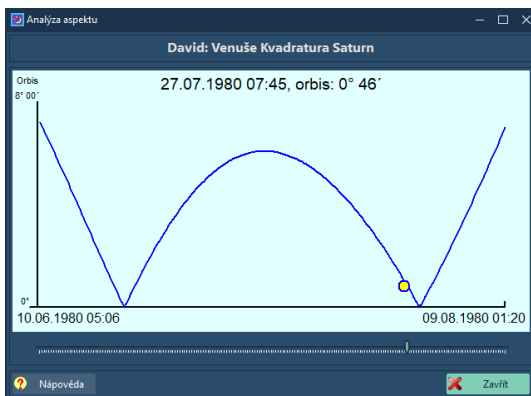 Analýza aspektu
David: Venuše Kvadratura Saturn
Orbis
8° 00´
27.07.1980 07:45, orbis: 0° 46´
0°
10.06.1980 05:06
09.08.1980 01:20
Nápověda
Zavřít